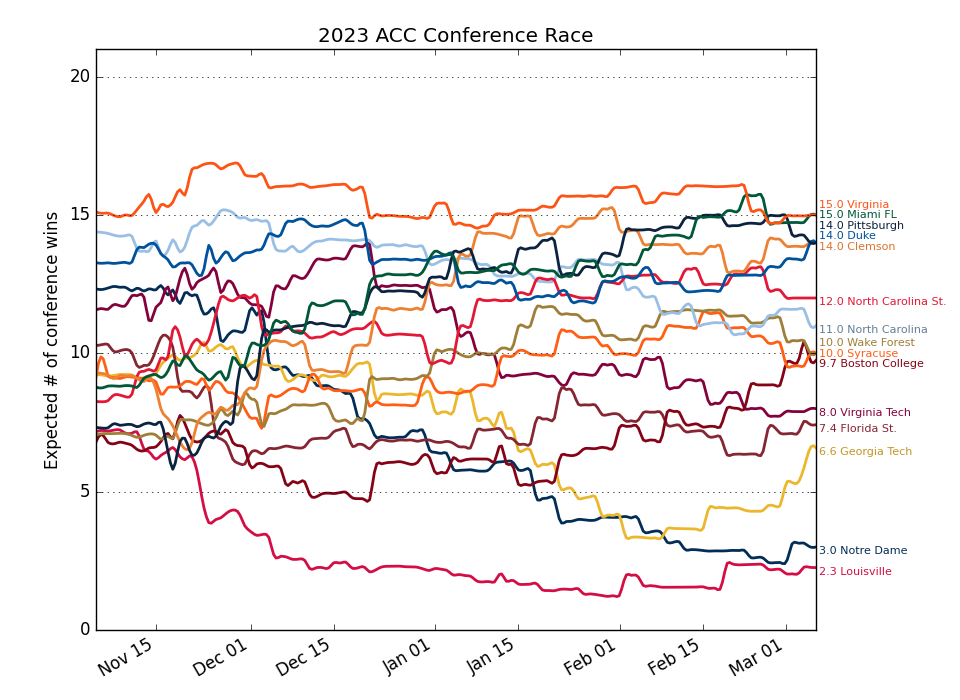 2023 ACC Conference Race
Expected # of conference wins
20
15
10
5
0
15.0 Virginia
15.0 Miami FL
14.0 Pittsburgh
14.0 Duke
14.0 Clemson
12.0 North Carolina St.
11.0 North Carolina
10.0 Wake Forest
10.0 Syracuse
9.7 Boston College
8.0 Virginia Tech
7.4 Florida St.
6.6 Georgia Tech
3.0 Notre Dame
2.3 Louisville
Nov 15
Dec 01
Dec 15
Jan 01
Jan 15
Feb 01
Feb 15
Mar 01